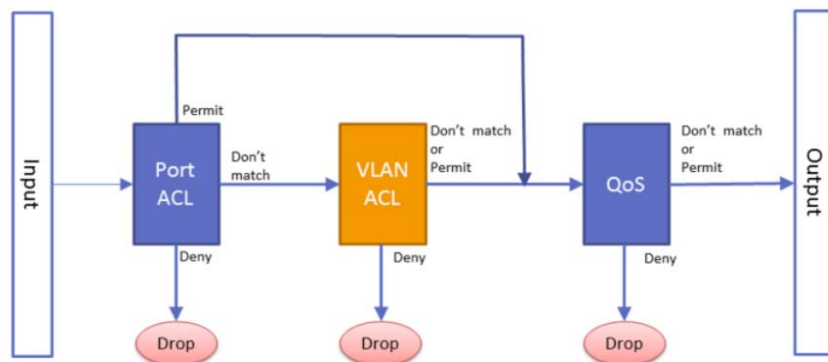 Input
Port
ACL
Permit
Don't
match
Deny
Drop
VLAN
ACL
Don't match
or
Permit
Deny
Drop
QoS
Don't match
or
Permit
Deny
Drop
Output